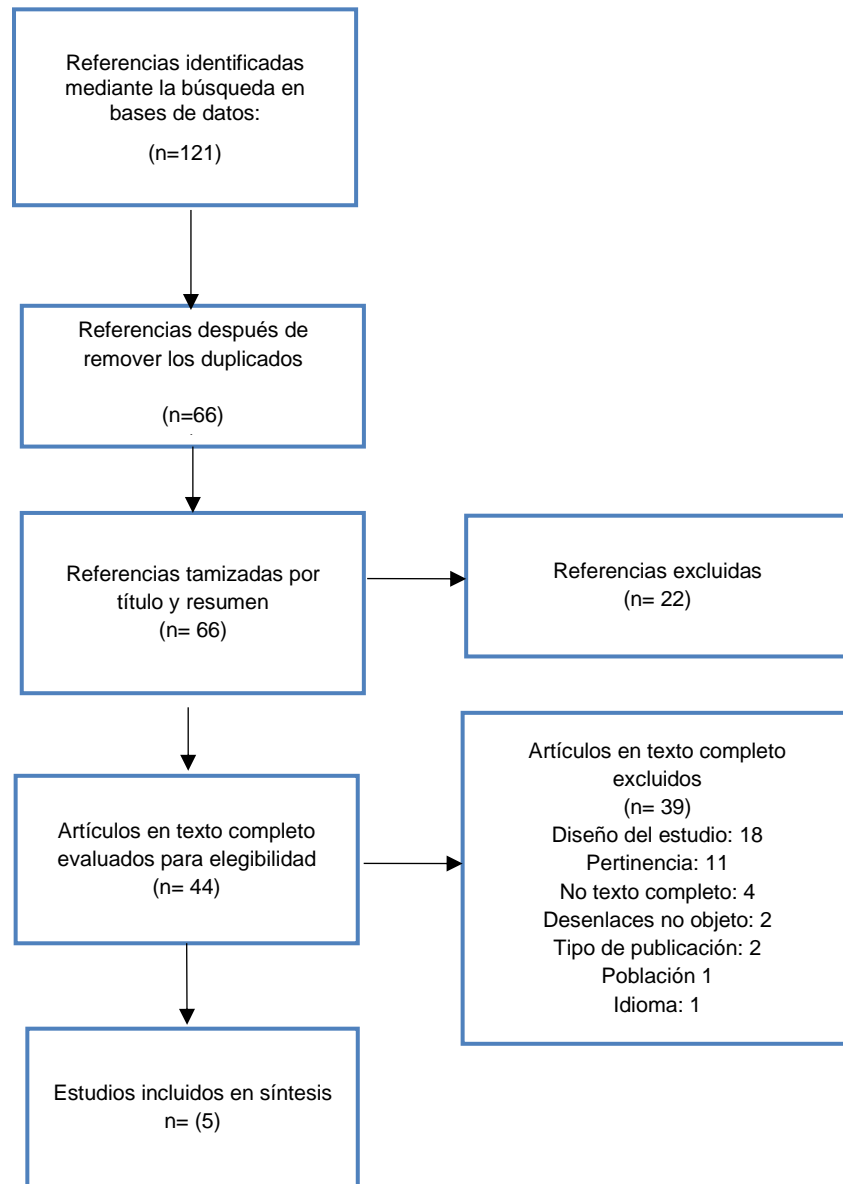 Referencias identificadas
mediante la búsqueda en
bases de datos:
(n=121)
Referencias después de
remover los duplicados
(n=66)
Referencias tamizadas por
título y resumen
(n= 66)
Referencias excluidas
(n= 22)
Artículos en texto completo
evaluados para elegibilidad
(n= 44)
Artículos en texto completo
excluidos
(n= 39)
Diseño del estudio: 18
Pertinencia: 11
No texto completo: 4
Desenlaces no objeto: 2
Tipo de publicación: 2
Población 1
Idioma: 1
Estudios incluidos en síntesis
n= (5)